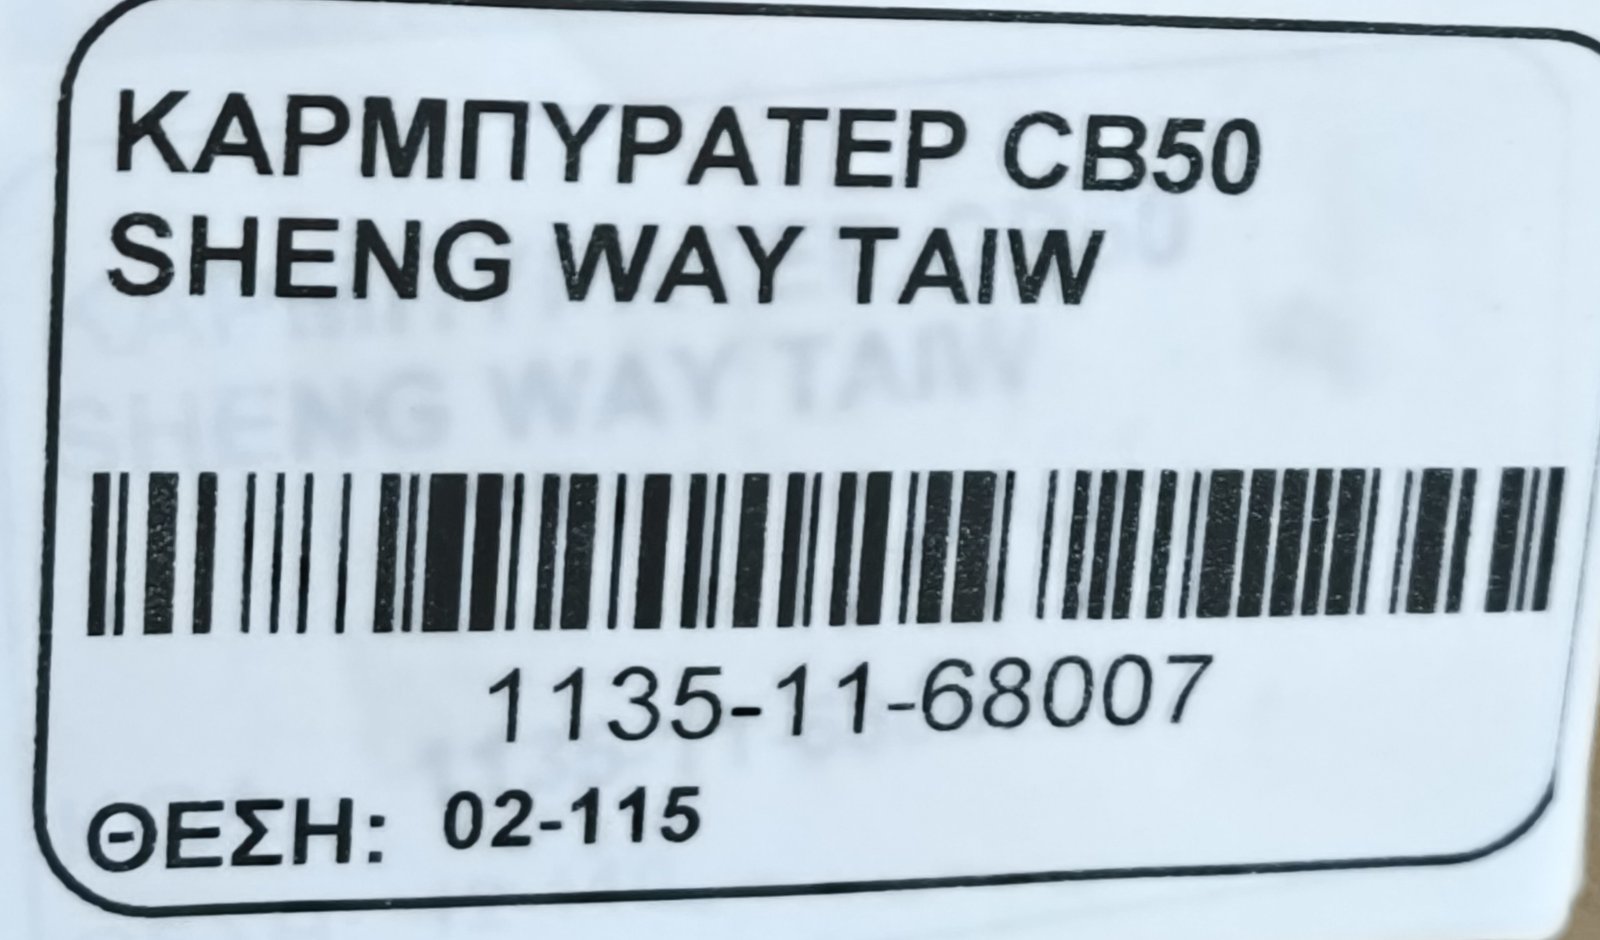 ΚΑΡΜΠΥΡΑΤΕΡ CB50
SHENG WAY TAIW
1135-11-68007
ΘΕΣΗ: 02-115